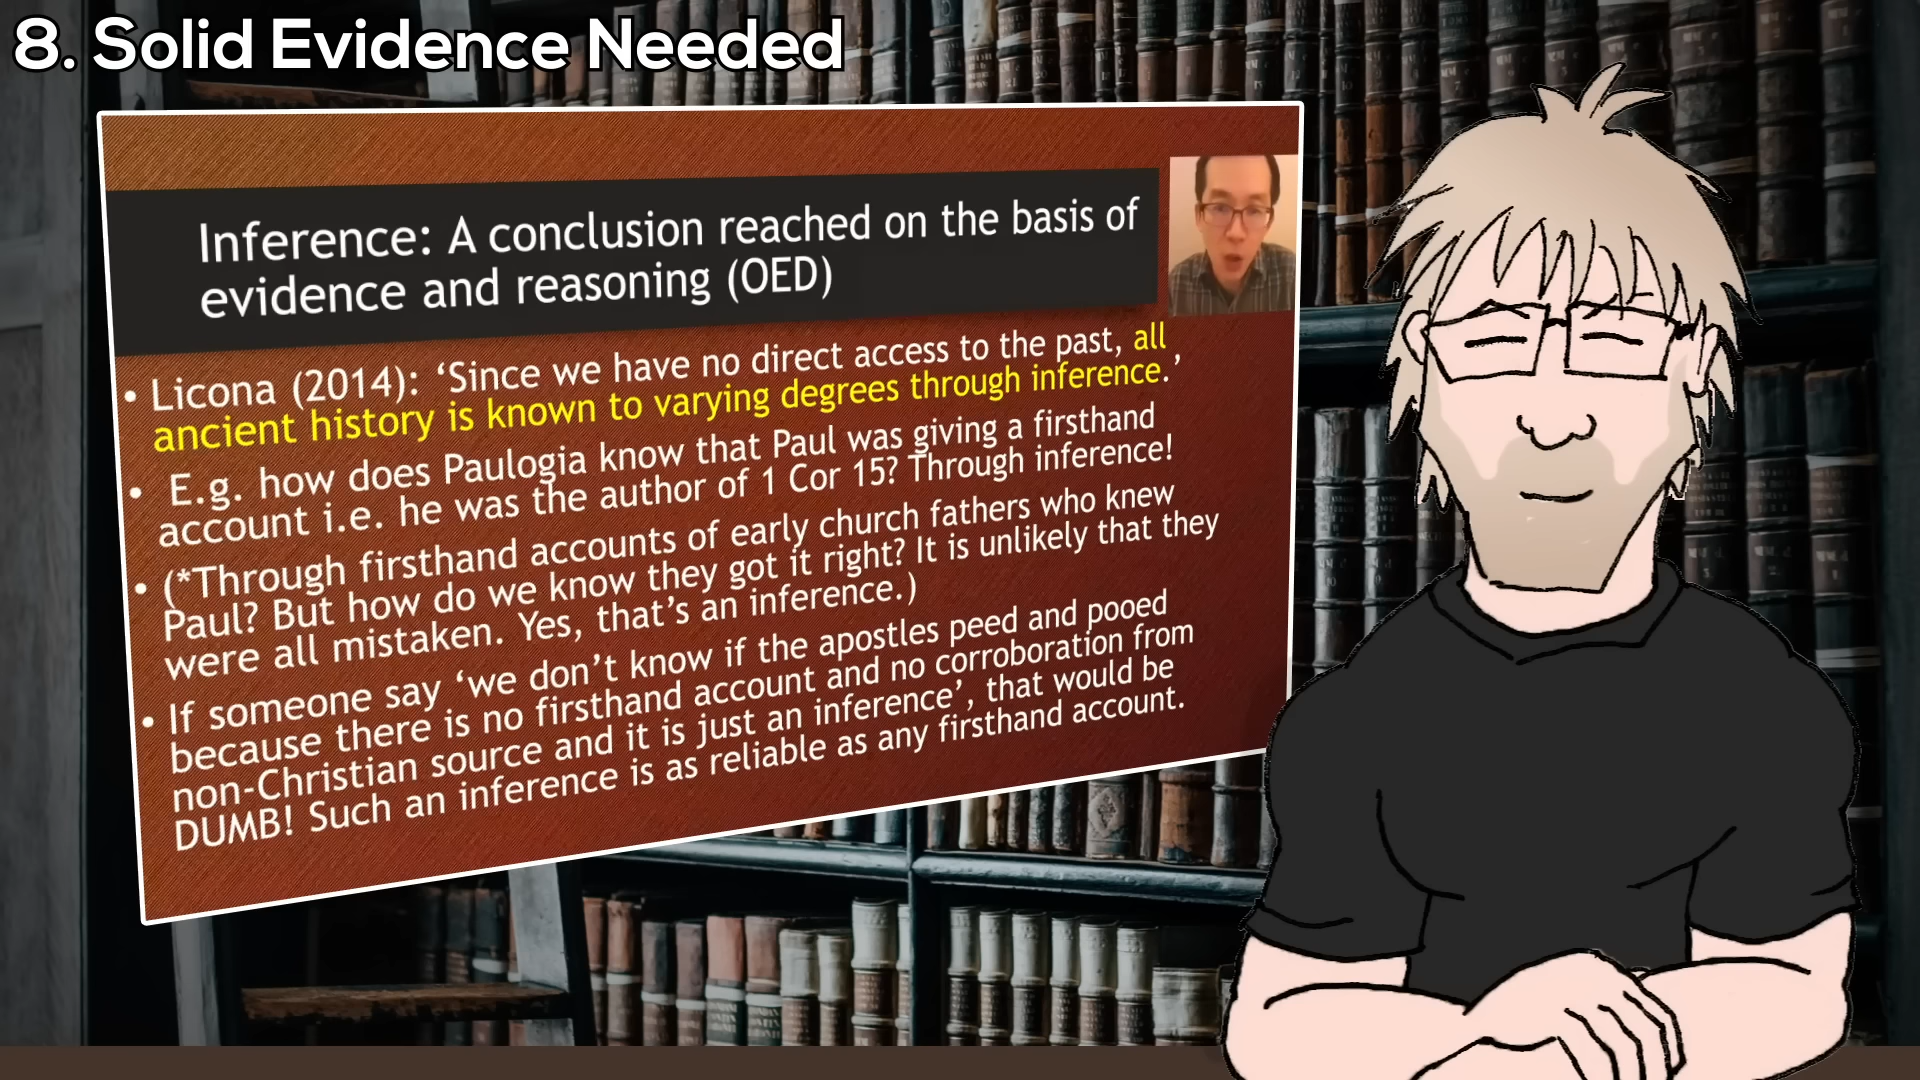 8. Solid Evidence Needed
Inference: A conclusion reached on the basis of
evidence and reasoning (OED)
• Licona (2014): ‘Since we have no direct access to the past, all
ancient history is known to varying degrees through inference.’
• E.g. how does Paulogia know that Paul was giving a firsthand
account i.e. he was the author of 1 Cor 15? Through inference!
• (*Through firsthand accounts of early church fathers who knew
Paul? But how do we know they got it right? It is unlikely that they
were all mistaken. Yes, that’s an inference.)
• If someone say ‘we don’t know if the apostles peed and pooed
because there is no firsthand account and no corroboration from
non-Christian source and it is just an inference’, that would be
DUMB! Such an inference is as reliable as any firsthand account.